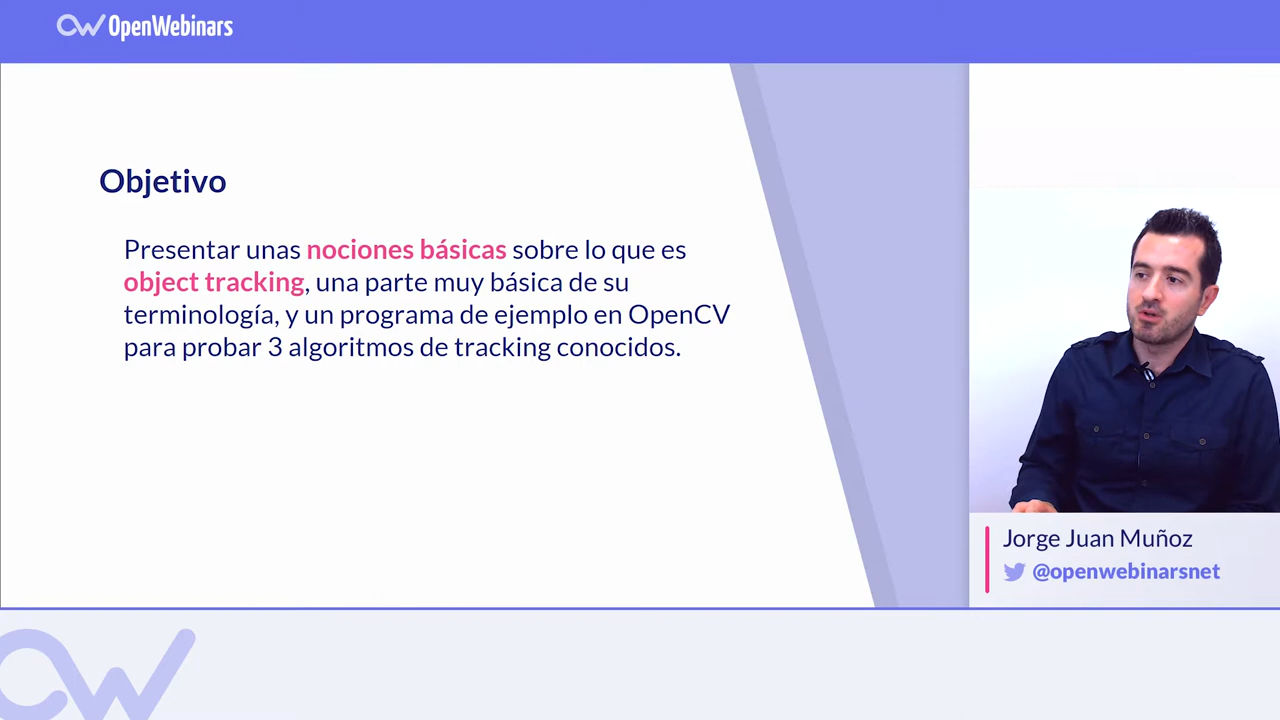 OpenWebinars
Objetivo
Presentar unas nociones básicas sobre lo que es
object tracking, una parte muy básica de su
terminología, y un programa de ejemplo en OpenCV
para probar 3 algoritmos de tracking conocidos.
Jorge Juan Muñoz
@openwebinarsnet